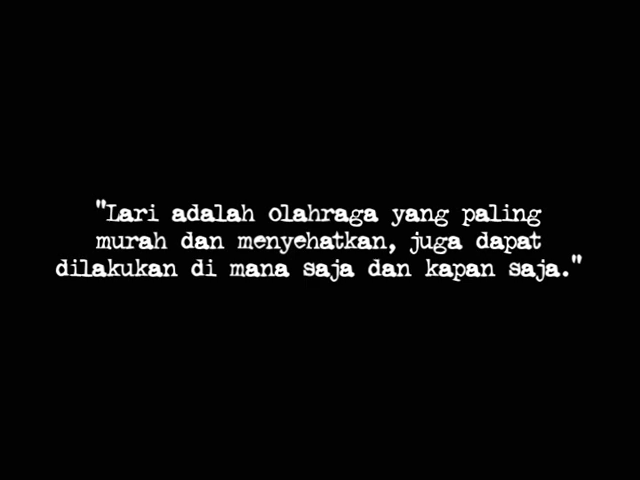 "Lari adalah olahraga yang paling
murah dan menyehatkan, juga dapat
dilakukan di mana saja dan kapan saja."